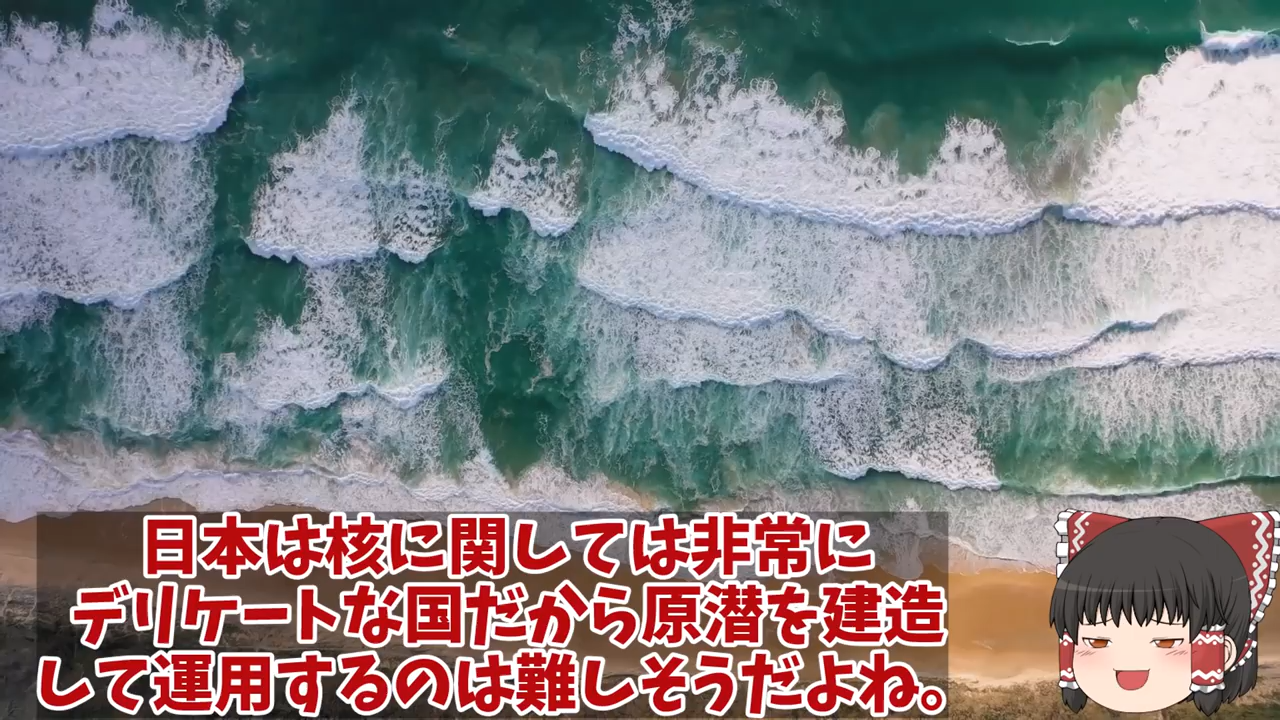 日本は核に関しては非常に
デリケートな国だから原潜を建造
して運用するのは難しそうだよね。